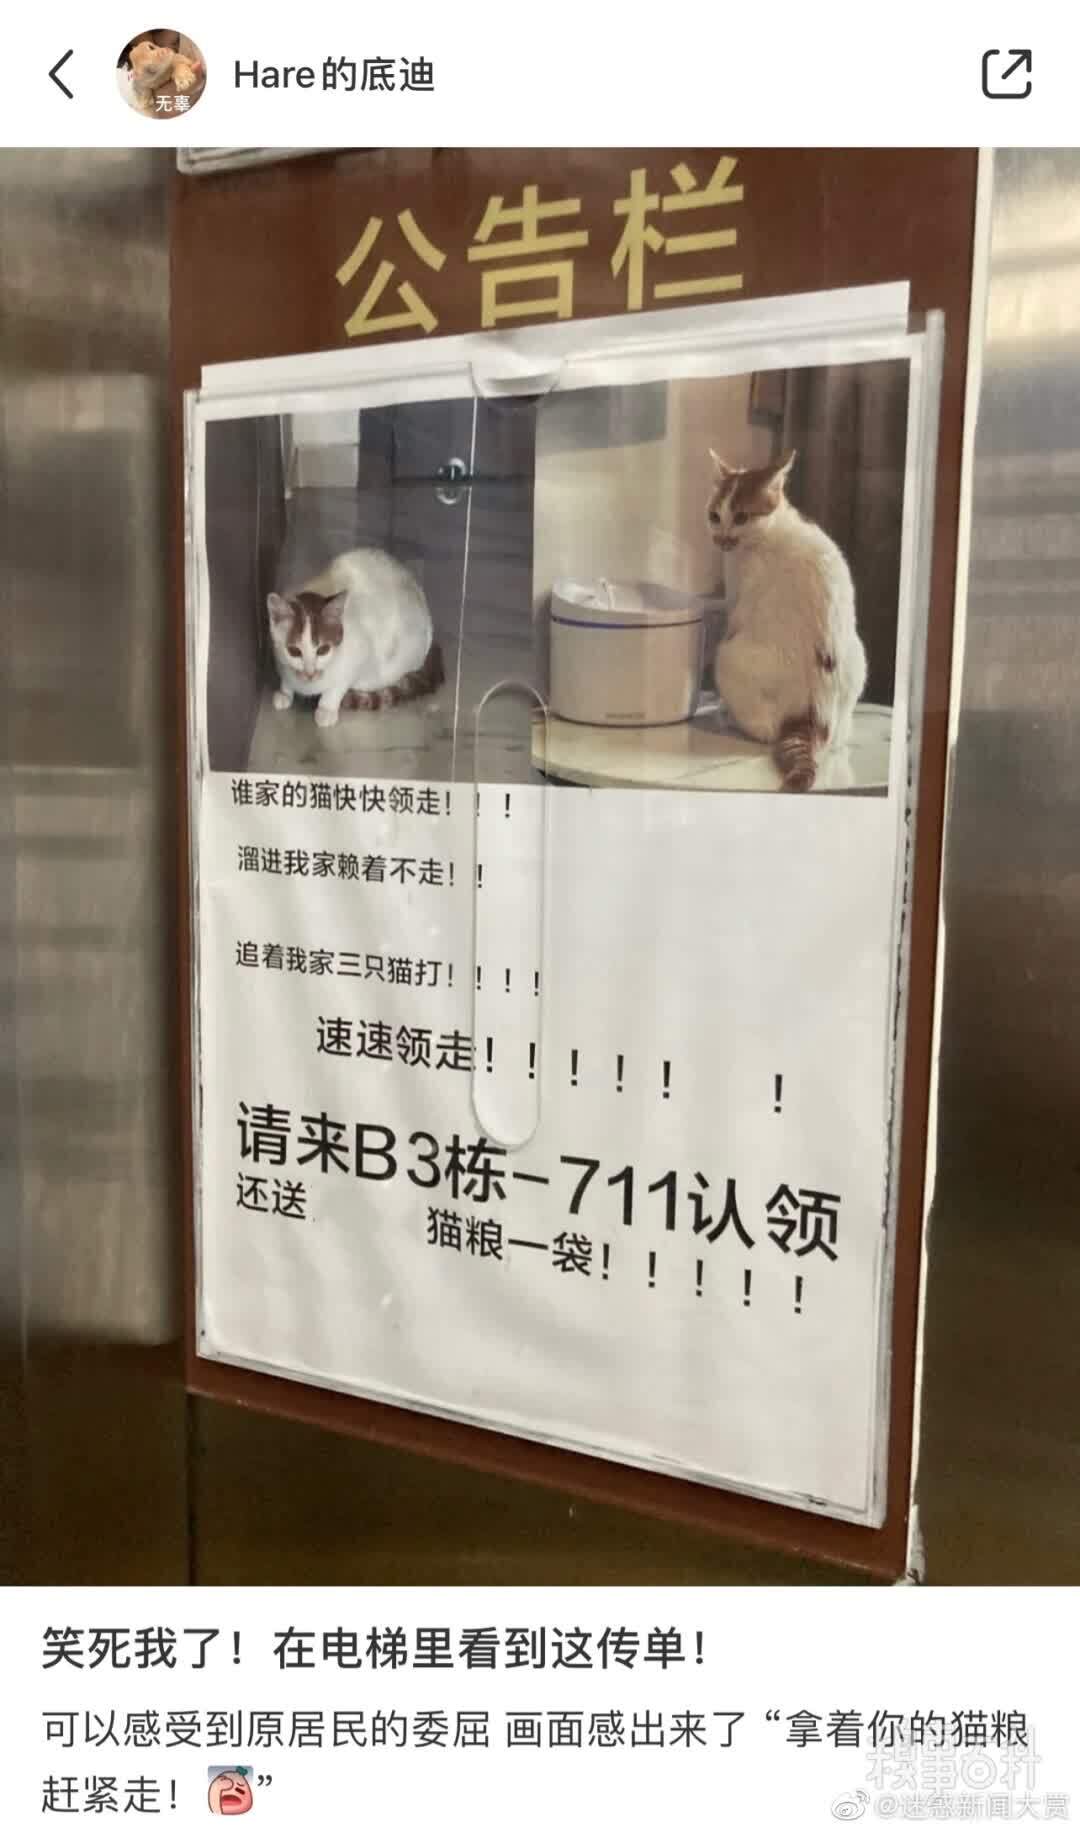 Hare的底迪
无辜
公告栏
谁家的猫快快领走！！！
溜进我家赖着不走！！
追着我家三只猫打！！！！
速速领走！！！！！ ！
请来B3栋-711认领
还送 猫粮一袋！！！！！
笑死我了！在电梯里看到这传单！
可以感受到原居民的委屈 画面感出来了“拿着你的猫粮
赶紧走！”
糗事百科
@迷惑新闻大赏